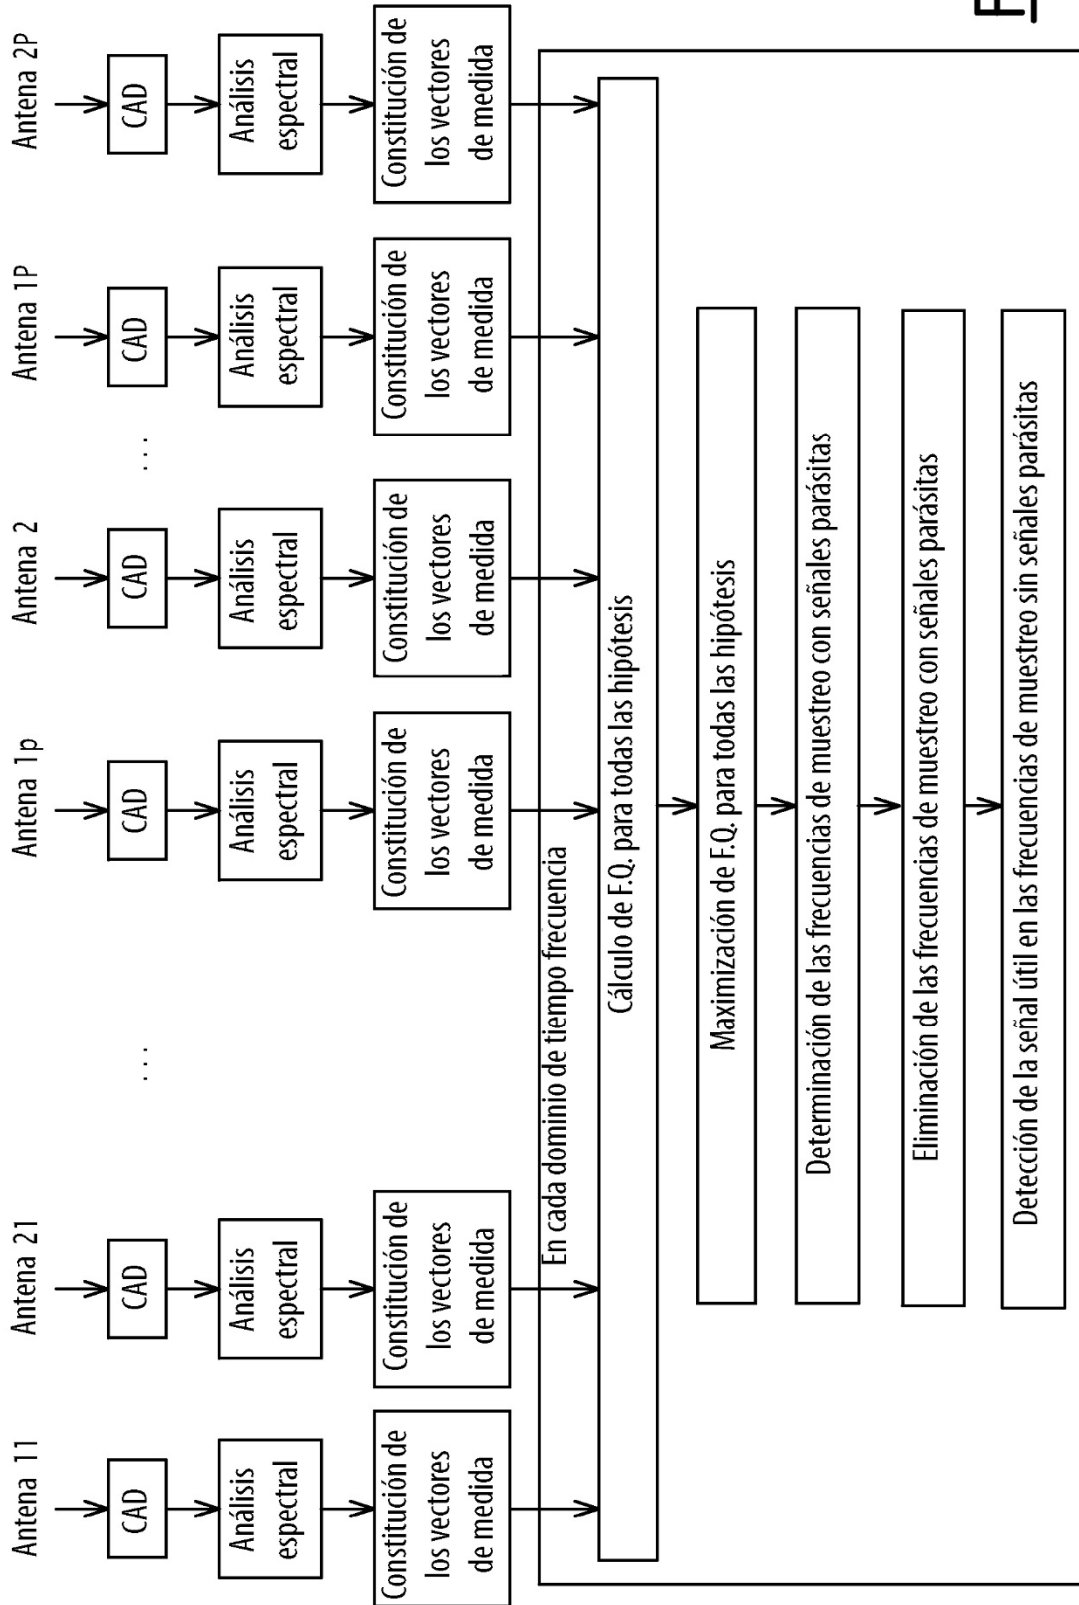 Antena 11
Antena 21
Antena 1p
Antena 2
Antena 1P
Antena 2P
CAD
CAD
...
CAD
CAD
...
CAD
CAD
Análisis
espectral
Análisis
espectral
Análisis
espectral
Análisis
espectral
Análisis
espectral
Análisis
espectral
Constitución de
los vectores
de medida
Constitución de
los vectores
de medida
Constitución de
los vectores
de medida
Constitución de
los vectores
de medida
Constitución de
los vectores
de medida
Constitución de
los vectores
de medida
En cada dominio de tiempo frecuencia
Cálculo de F.Q. para todas las hipótesis
Maximización de F.Q. para todas las hipótesis
Determinación de las frecuencias de muestreo con señales parásitas
Eliminación de las frecuencias de muestreo con señales parásitas
Detección de la señal útil en las frecuencias de muestreo sin señales parásitas